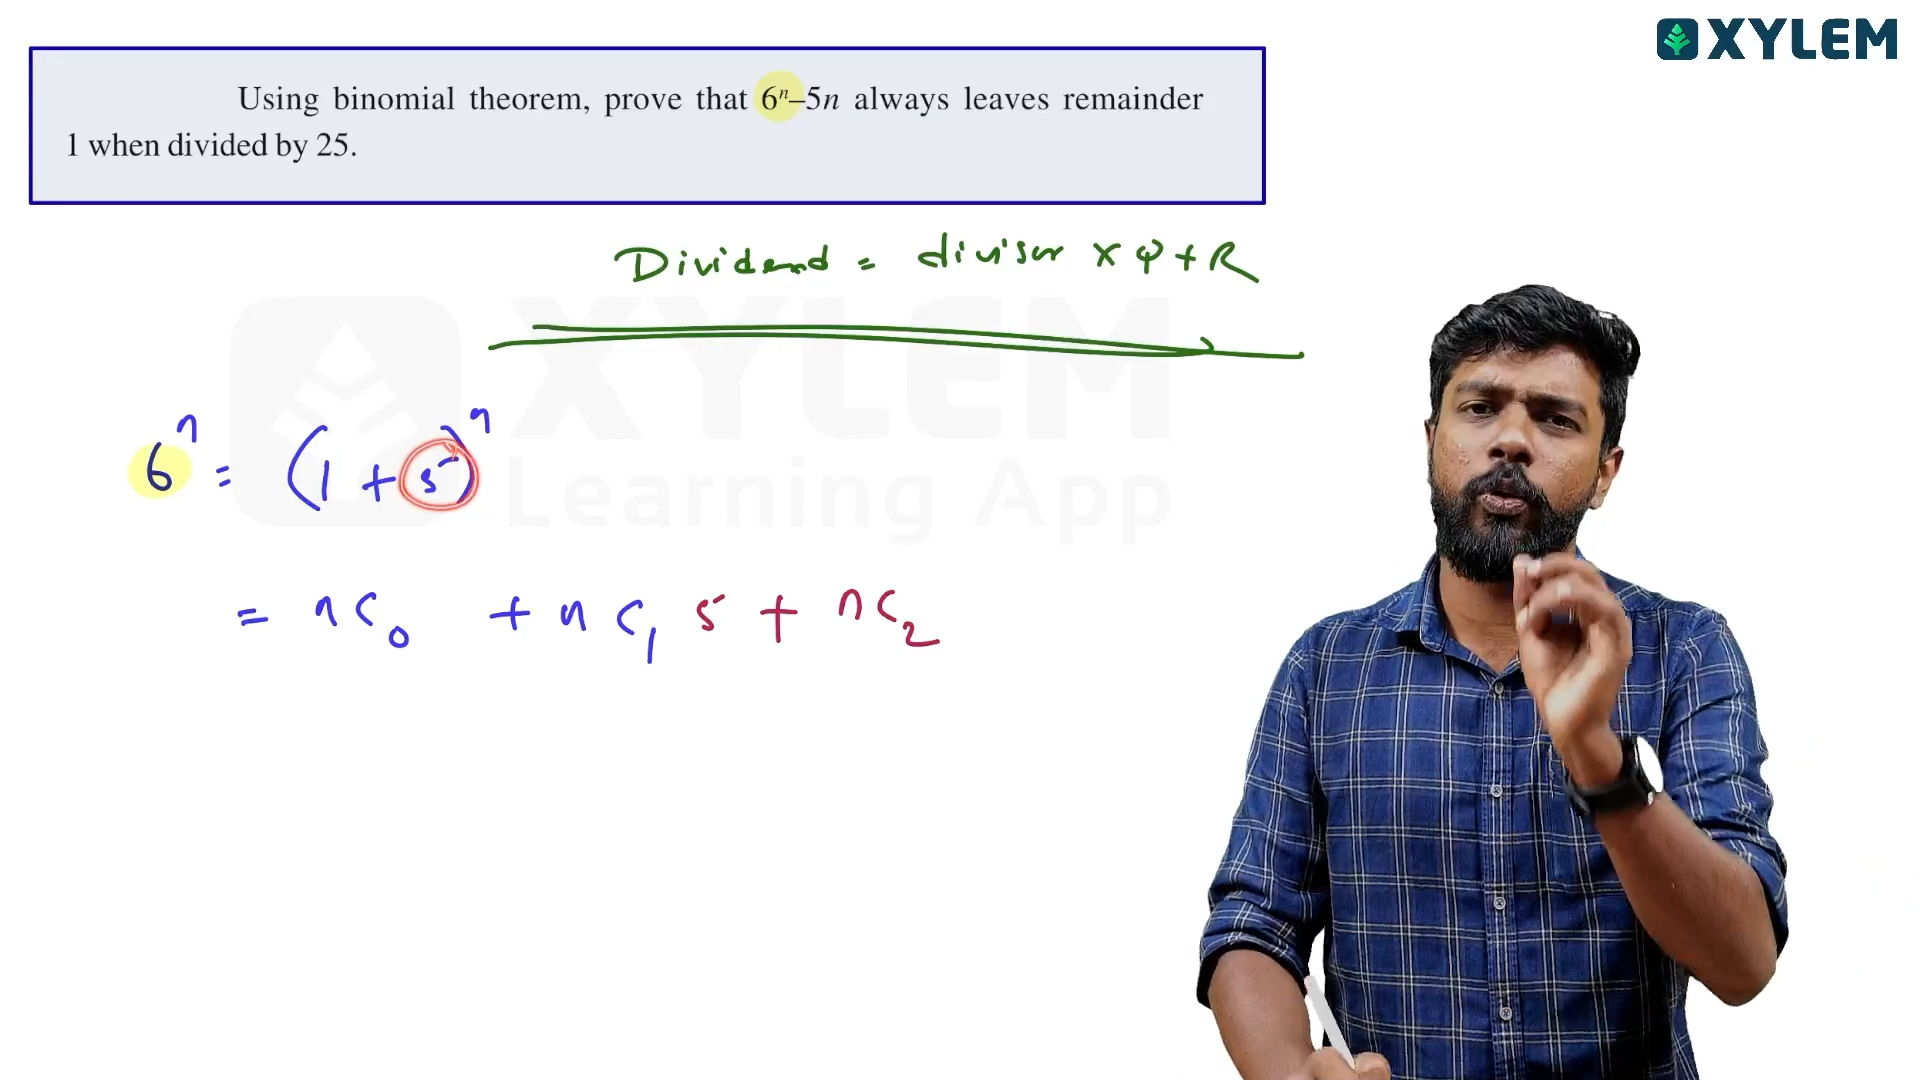 XYLEM
Using binomial theorem, prove that 6ⁿ–5n always leaves remainder
1 when divided by 25.
Dividend = divisor × Q + R
XYLEM
Learning App
6ⁿ = (1 + 5)ⁿ
= nC₀ + nC₁ 5 + nC₂